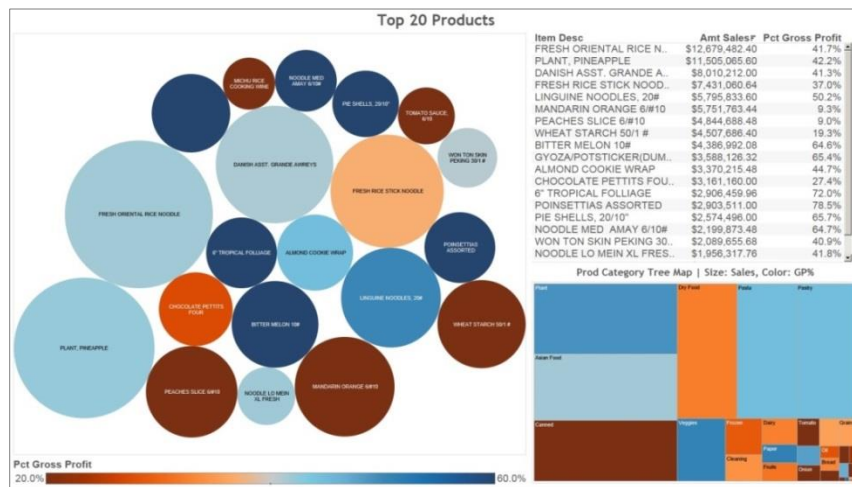 Top 20 Products
MICHU RICE
COOKING WINE
NOODLE MED
AMAY 6/10#
PIE SHELLS, 20/10"
TOMATO SAUCE,
6/10
DANISH ASST. GRANDE AWREYS
WON TON SKIN
PEKING 30/1 #
FRESH RICE STICK NOODLE
FRESH ORIENTAL RICE NOODLE
6" TROPICAL FOLLIAGE
ALMOND COOKIE WRAP
POINSETTIAS
ASSORTED
CHOCOLATE PETTITS
FOUR
LINGUINE NOODLES, 20#
BITTER MELON 10#
WHEAT STARCH 50/1 #
PLANT, PINEAPPLE
PEACHES SLICE 6/#10
NOODLE LO MEIN
XL FRESH
MANDARIN ORANGE 6/#10
Pct Gross Profit
20.0%
60.0%
Item Desc Amt Sales Pct Gross Profit
FRESH ORIENTAL RICE N.. $12,679,482.40 41.7%
PLANT, PINEAPPLE $11,505,065.60 42.2%
DANISH ASST. GRANDE A.. $8,010,212.00 41.3%
FRESH RICE STICK NOOD.. $7,431,060.64 37.0%
LINGUINE NOODLES, 20# $5,795,833.60 50.2%
MANDARIN ORANGE 6/#10 $5,751,763.44 9.3%
PEACHES SLICE 6/#10 $4,844,688.48 9.0%
WHEAT STARCH 50/1 # $4,507,686.40 19.3%
BITTER MELON 10# $4,386,992.08 64.6%
GYOZA/POTSTICKER(DUM.. $3,588,126.32 65.4%
ALMOND COOKIE WRAP $3,370,215.48 44.7%
CHOCOLATE PETTITS FOU.. $3,161,160.00 27.4%
6" TROPICAL FOLLIAGE $2,906,459.96 72.0%
POINSETTIAS ASSORTED $2,903,511.00 78.5%
PIE SHELLS, 20/10" $2,574,496.00 65.7%
NOODLE MED AMAY 6/10# $2,199,873.48 64.7%
WON TON SKIN PEKING 30.. $2,089,655.68 40.9%
NOODLE LO MEIN XL FRES.. $1,956,317.76 41.8%
Prod Category Tree Map | Size: Sales, Color: GP%
Plant
Dry Food
Pasta
Pastry
Asian Food
Canned
Veggies
Frozen
Dairy
Tomato
Grains
Cleaning
Paper
Fruits
Onion
Oil
Bread